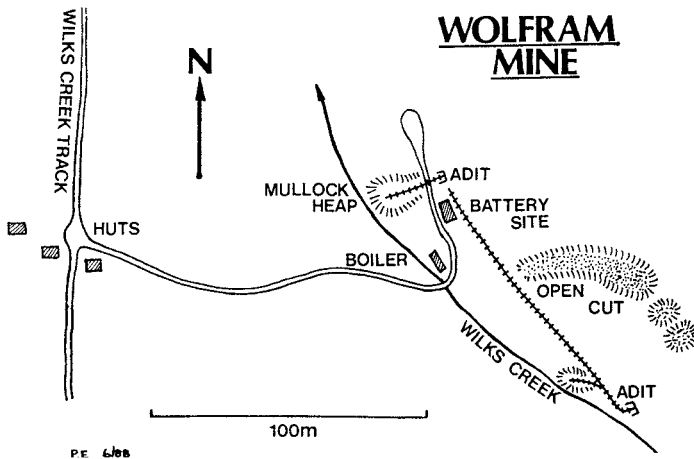 WOLFRAM
MINE
WILKS CREEK TRACK
N
ADIT
MULLOCK
HEAP
BATTERY
SITE
HUTS
BOILER
OPEN
CUT
WILKS CREEK
ADIT
100m
P.E 6/88